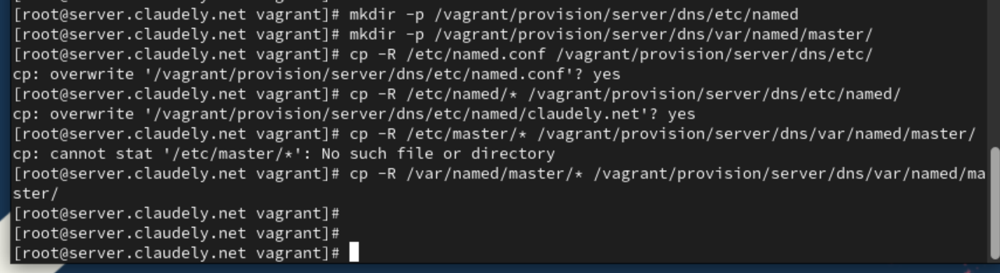 [root@server.claudely.net vagrant]# mkdir -p /vagrant/provision/server/dns/etc/named
[root@server.claudely.net vagrant]# mkdir -p /vagrant/provision/server/dns/var/named/master/
[root@server.claudely.net vagrant]# cp -R /etc/named.conf /vagrant/provision/server/dns/etc/
cp: overwrite '/vagrant/provision/server/dns/etc/named.conf'? yes
[root@server.claudely.net vagrant]# cp -R /etc/named/* /vagrant/provision/server/dns/etc/named/
cp: overwrite '/vagrant/provision/server/dns/etc/named/claudely.net'? yes
[root@server.claudely.net vagrant]# cp -R /etc/master/* /vagrant/provision/server/dns/var/named/master/
cp: cannot stat '/etc/master/*': No such file or directory
[root@server.claudely.net vagrant]# cp -R /var/named/master/* /vagrant/provision/server/dns/var/named/ma
ster/
[root@server.claudely.net vagrant]#
[root@server.claudely.net vagrant]#
[root@server.claudely.net vagrant]#